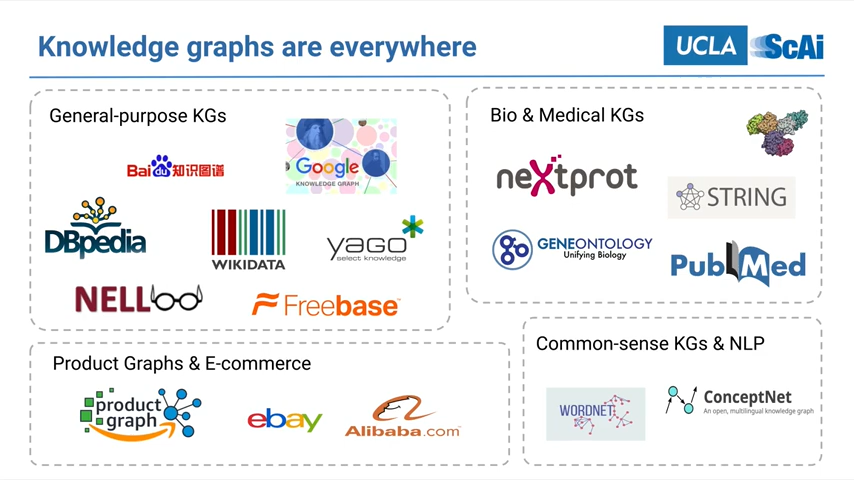 Knowledge graphs are everywhere
UCLA ScAi
General-purpose KGs
Bai du 知识图谱
Google
KNOWLEDGE GRAPH
DBpedia
WIKIDATA
yago
select knowledge
NELL
Freebase™
Bio & Medical KGs
neXtprot
STRING
GENEONTOLOGY
Unifying Biology
PubMed
Product Graphs & E-commerce
product
graph
ebay
Alibaba.com™
Common-sense KGs & NLP
WORDNET
ConceptNet
An open, multilingual knowledge graph